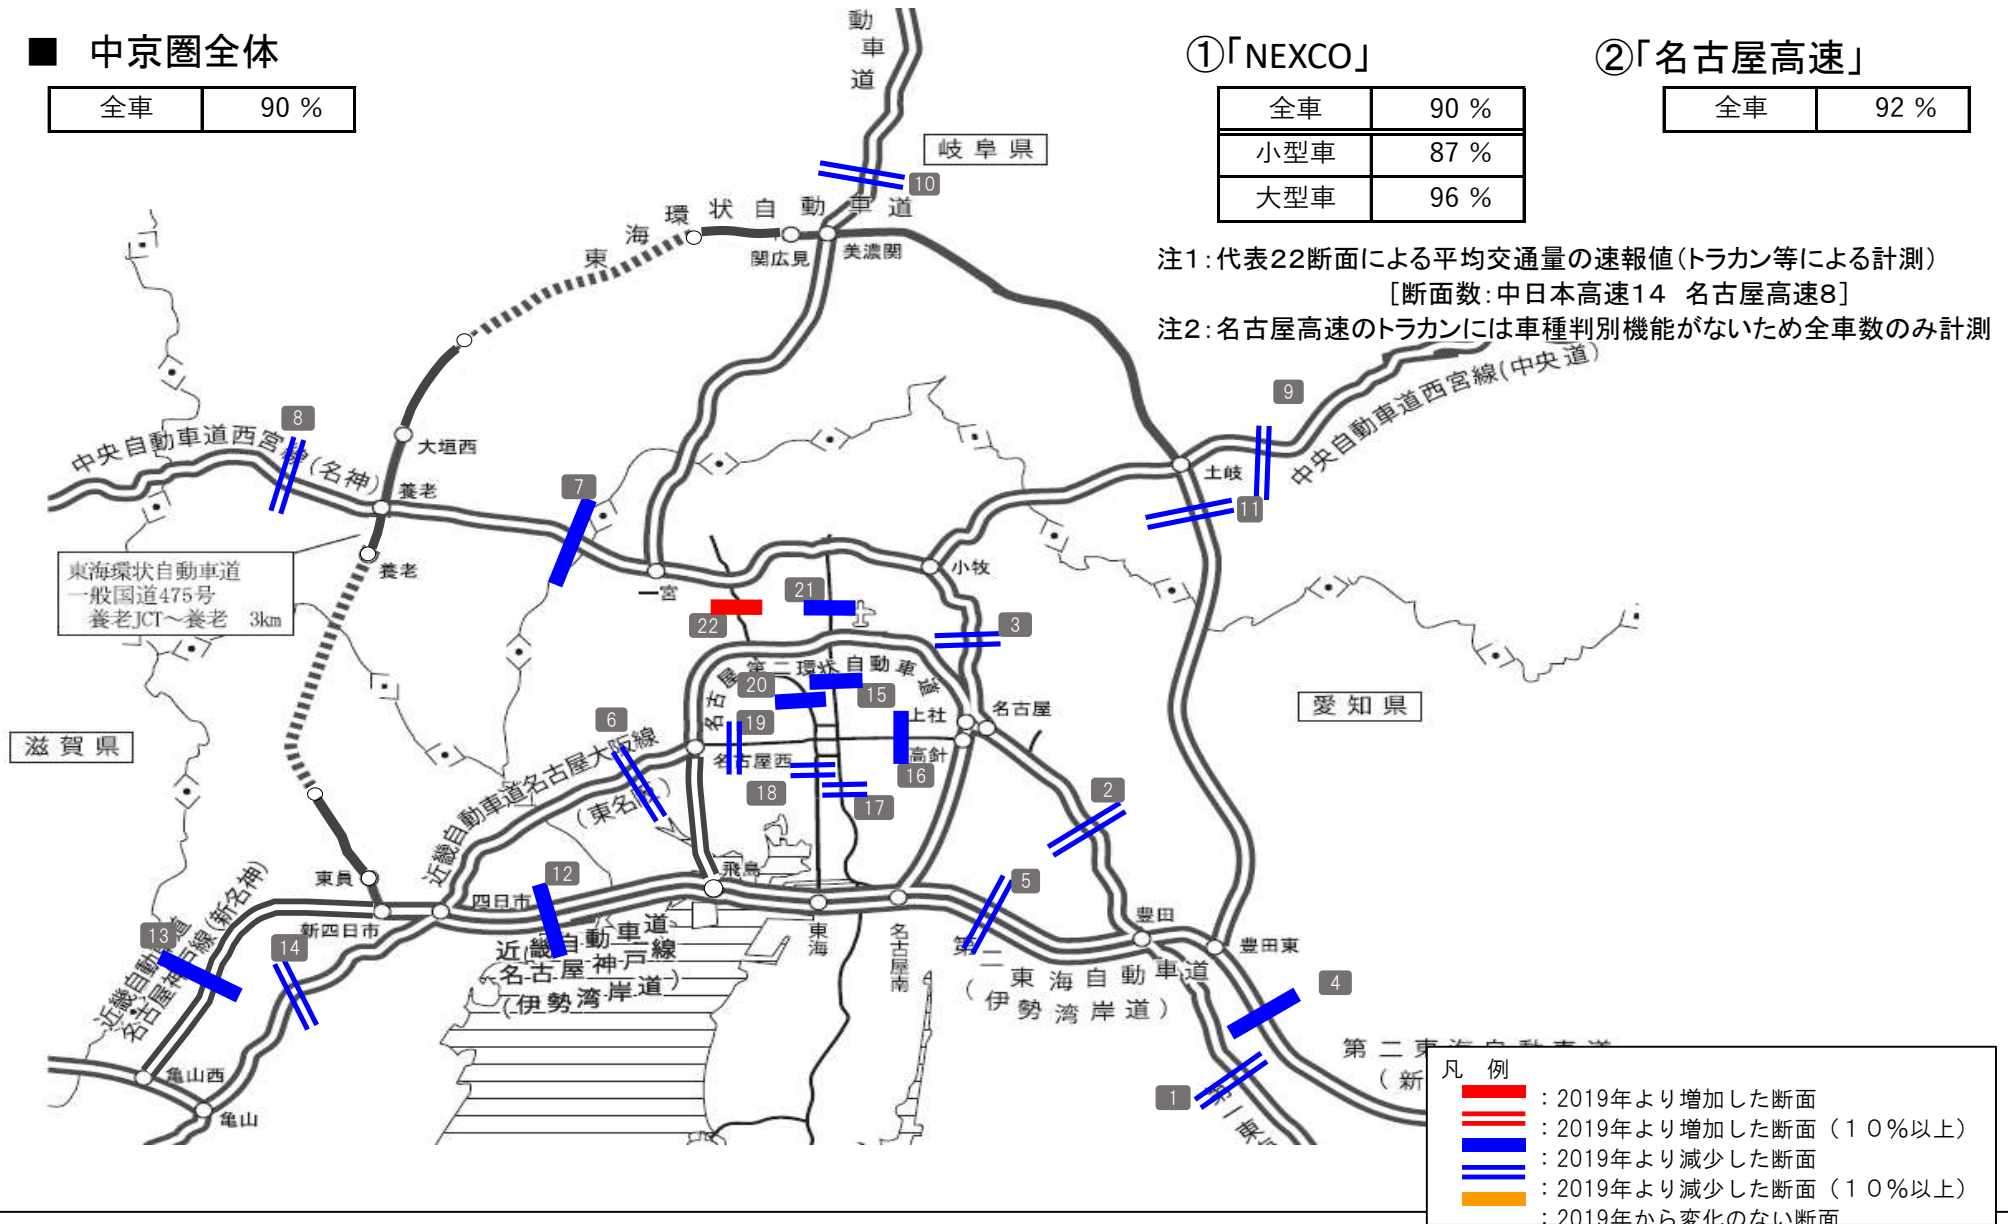 ■ 中京圏全体
全車 90 %
①「NEXCO」
全車 90 %
小型車 87 %
大型車 96 %
②「名古屋高速」
全車 92 %
注1：代表22断面による平均交通量の速報値（トラカン等による計測）
［断面数：中日本高速14 名古屋高速8］
注2：名古屋高速のトラカンには車種判別機能がないため全車数のみ計測
動車道
岐阜県
10
東海環状自動車道
関広見
美濃関
9
中央自動車道西宮線（中央道）
8
中央自動車道西宮線（名神）
大垣西
養老
7
土岐
11
養老
東海環状自動車道
一般国道475号
養老JCT～養老 3km
一宮
小牧
21
22
3
名古屋第二環状自動車道
20
15
19
上社
名古屋
愛知県
滋賀県
6
近畿自動車道名古屋大阪線
（東名阪）
名古屋西
高針
16
18
17
2
飛島
東員
12
四日市
5
新四日市
13
14
近畿自動車道
名古屋神戸線（新名神）
近畿自動車道
名古屋神戸線
（伊勢湾岸道）
東海
名古屋南
豊田
豊田東
第二東海自動車道
（伊勢湾岸道）
4
亀山西
亀山
1
第一東
第二東海自動車道
（新
凡 例
：2019年より増加した断面
：2019年より増加した断面（１０％以上）
：2019年より減少した断面
：2019年より減少した断面（１０％以上）
：2019年から変化のない断面